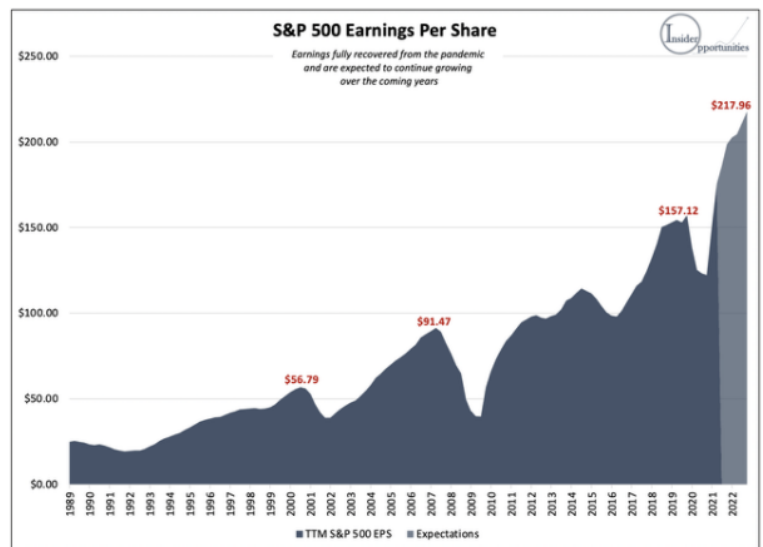 S&P 500 Earnings Per Share
Insider
pportunities
Earnings fully recovered from the pandemic
and are expected to continue growing
over the coming years
$250.00
$200.00
$150.00
$100.00
$50.00
$0.00
$56.79
$91.47
$157.12
$217.96
1989 1990 1991 1992 1993 1994 1995 1996 1997 1998 1999 2000 2001 2002 2003 2004 2005 2006 2007 2008 2009 2010 2011 2012 2013 2014 2015 2016 2017 2018 2019 2020 2021 2022
TTM S&P 500 EPS Expectations